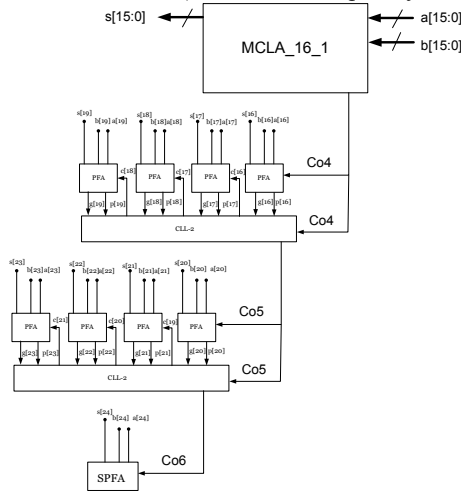 s[15:0]
a[15:0]
MCLA_16_1
b[15:0]
s[19] s[18] s[17] s[16]
b[19] a[19] b[18] a[18] b[17] a[17] b[16] a[16]
Co4
c[18] c[17] c[16]
PFA PFA PFA PFA
g[19] p[19] g[18] p[18] g[17] p[17] g[16] p[16]
Co4
CLL-2
s[23] s[22] s[21] s[20]
b[23] a[23] b[22] a[22] b[21] a[21] b[20] a[20]
Co5
c[21] c[20] c[19]
PFA PFA PFA PFA
g[23] p[23] g[22] p[22] g[21] p[21] g[20] p[20]
Co5
CLL-2
s[24]
b[24] a[24]
Co6
SPFA